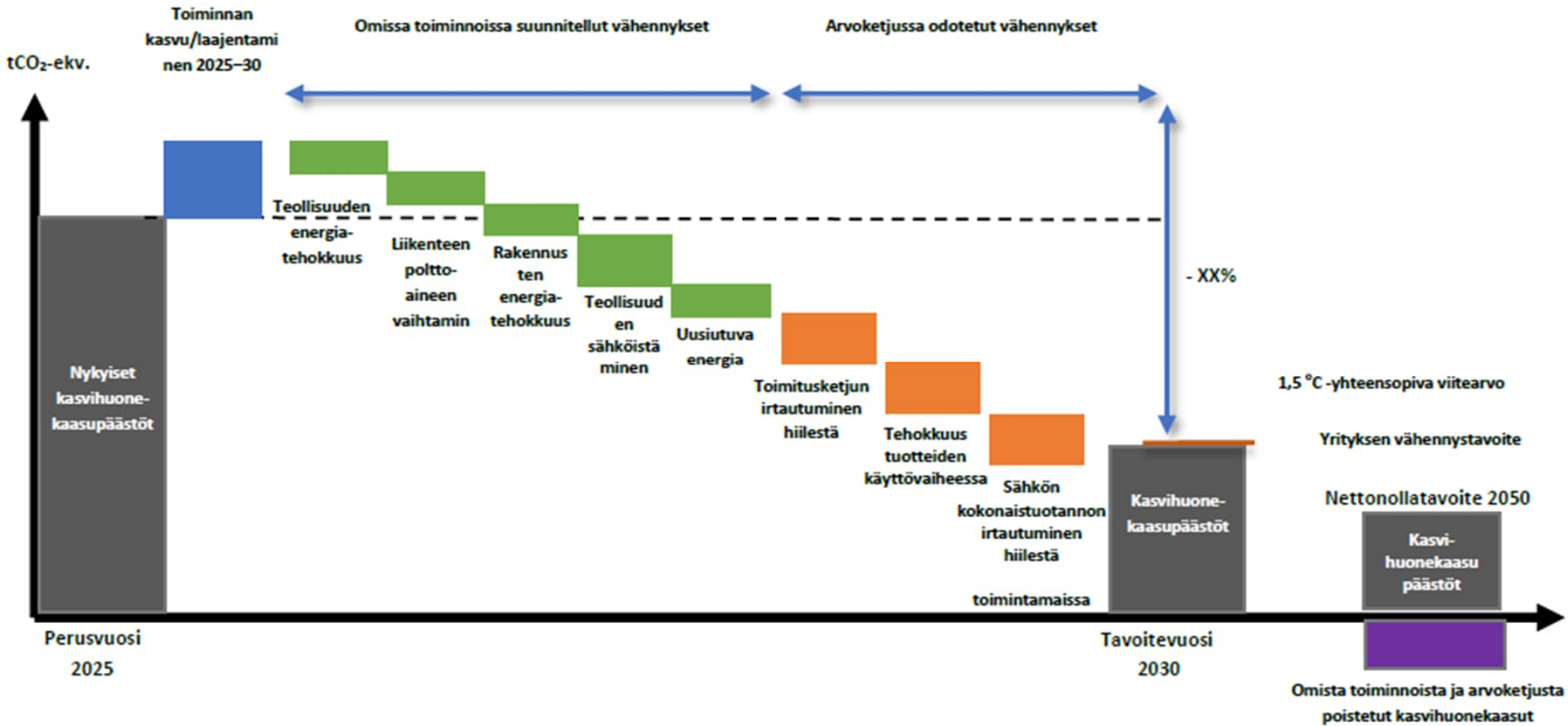 tCO₂-ekv.
Toiminnan
kasvu/laajentami
nen 2025–30
Omissa toiminnoissa suunnitellut vähennykset
Arvoketjussa odotetut vähennykset
Teollisuuden
energia-
tehokkuus
Liikenteen
poltto-
aineen
vaihtamin
Rakennus
ten
energia-
tehokkuus
Teollisuud
en
sähköistä
minen
Uusiutuva
energia
Toimitusketjun
irtautuminen
hiilestä
Tehokkuus
tuotteiden
käyttövaiheessa
Sähkön
kokonaistuotannon
irtautuminen
hiilestä
toimintamaissa
- XX%
Nykyiset
kasvihuone-
kaasupäästöt
Kasvihuone-
kaasupäästöt
1,5 °C -yhteensopiva viitearvo
Yrityksen vähennystavoite
Nettonollatavoite 2050
Kasvi-
huonekaasu
päästöt
Perusvuosi
2025
Tavoitevuosi
2030
Omista toiminnoista ja arvoketjusta
poistetut kasvihuonekaasut